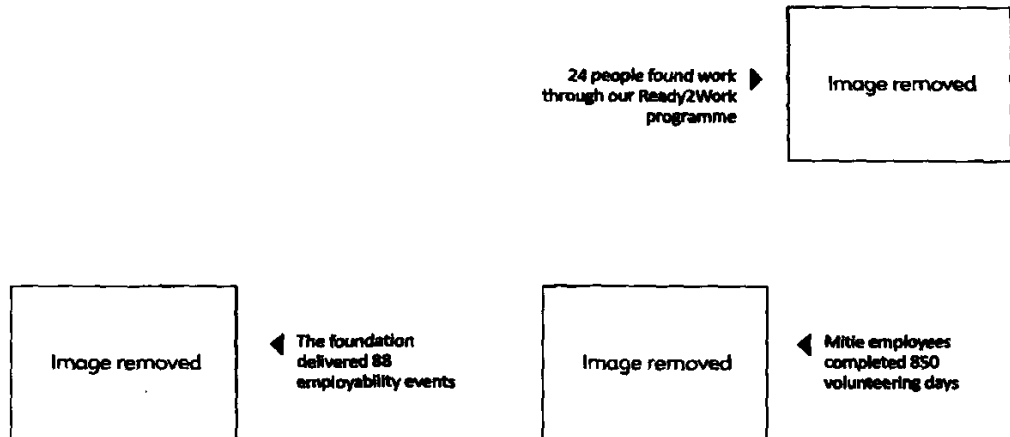 24 people found work
through our Ready2Work
programme
Image removed
Image removed
The foundation
delivered 88
employability events
Image removed
Mitie employees
completed 850
volunteering days